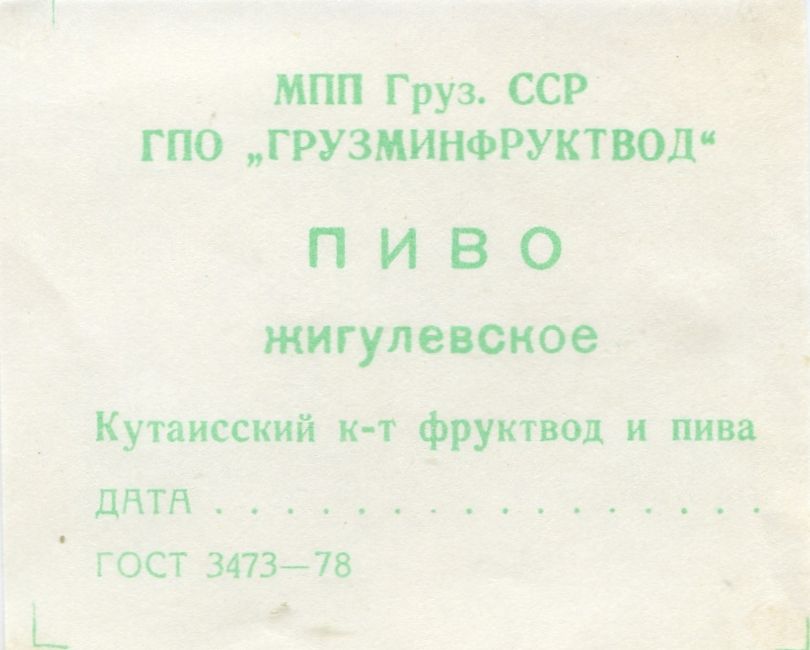 МПП Груз. ССР
ГПО „ГРУЗМИНФРУКТВОД“
ПИВО
жигулевское
Кутаисский к-т фруктвод и пива
ДАТА . . . . . . . . . . . . . . . .
ГОСТ 3473—78